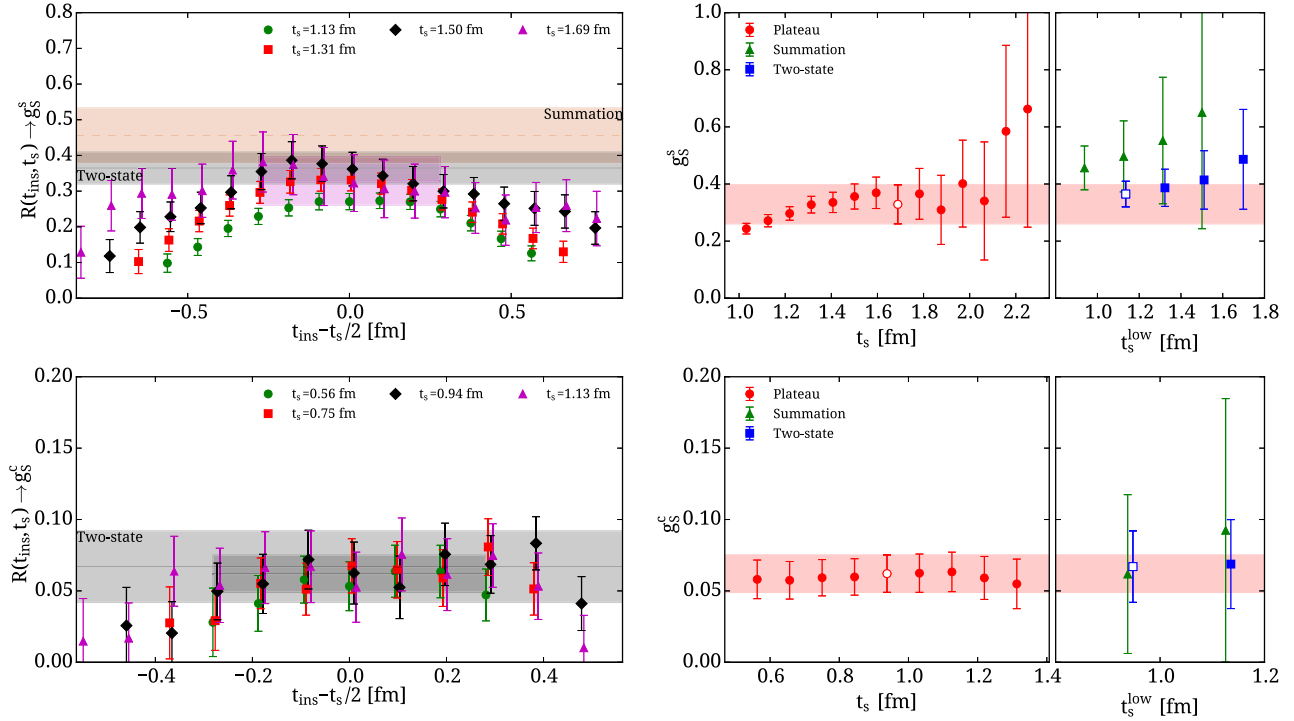 t_s=1.13 fm t_s=1.50 fm t_s=1.69 fm
t_s=1.31 fm
Summation
Two-state
R(t_ins, t_s) → g_S^s
0.0 0.1 0.2 0.3 0.4 0.5 0.6 0.7 0.8
−0.5 0.0 0.5
t_ins−t_s/2 [fm]
Plateau
Summation
Two-state
g_S^s
0.0 0.2 0.4 0.6 0.8 1.0
1.0 1.2 1.4 1.6 1.8 2.0 2.2
t_s [fm]
1.0 1.2 1.4 1.6 1.8
t_s^low [fm]
t_s=0.56 fm t_s=0.94 fm t_s=1.13 fm
t_s=0.75 fm
Two-state
R(t_ins, t_s) → g_S^c
0.00 0.05 0.10 0.15 0.20
−0.4 −0.2 0.0 0.2 0.4
t_ins−t_s/2 [fm]
Plateau
Summation
Two-state
g_S^c
0.00 0.05 0.10 0.15 0.20
0.6 0.8 1.0 1.2 1.4
t_s [fm]
1.0 1.2
t_s^low [fm]